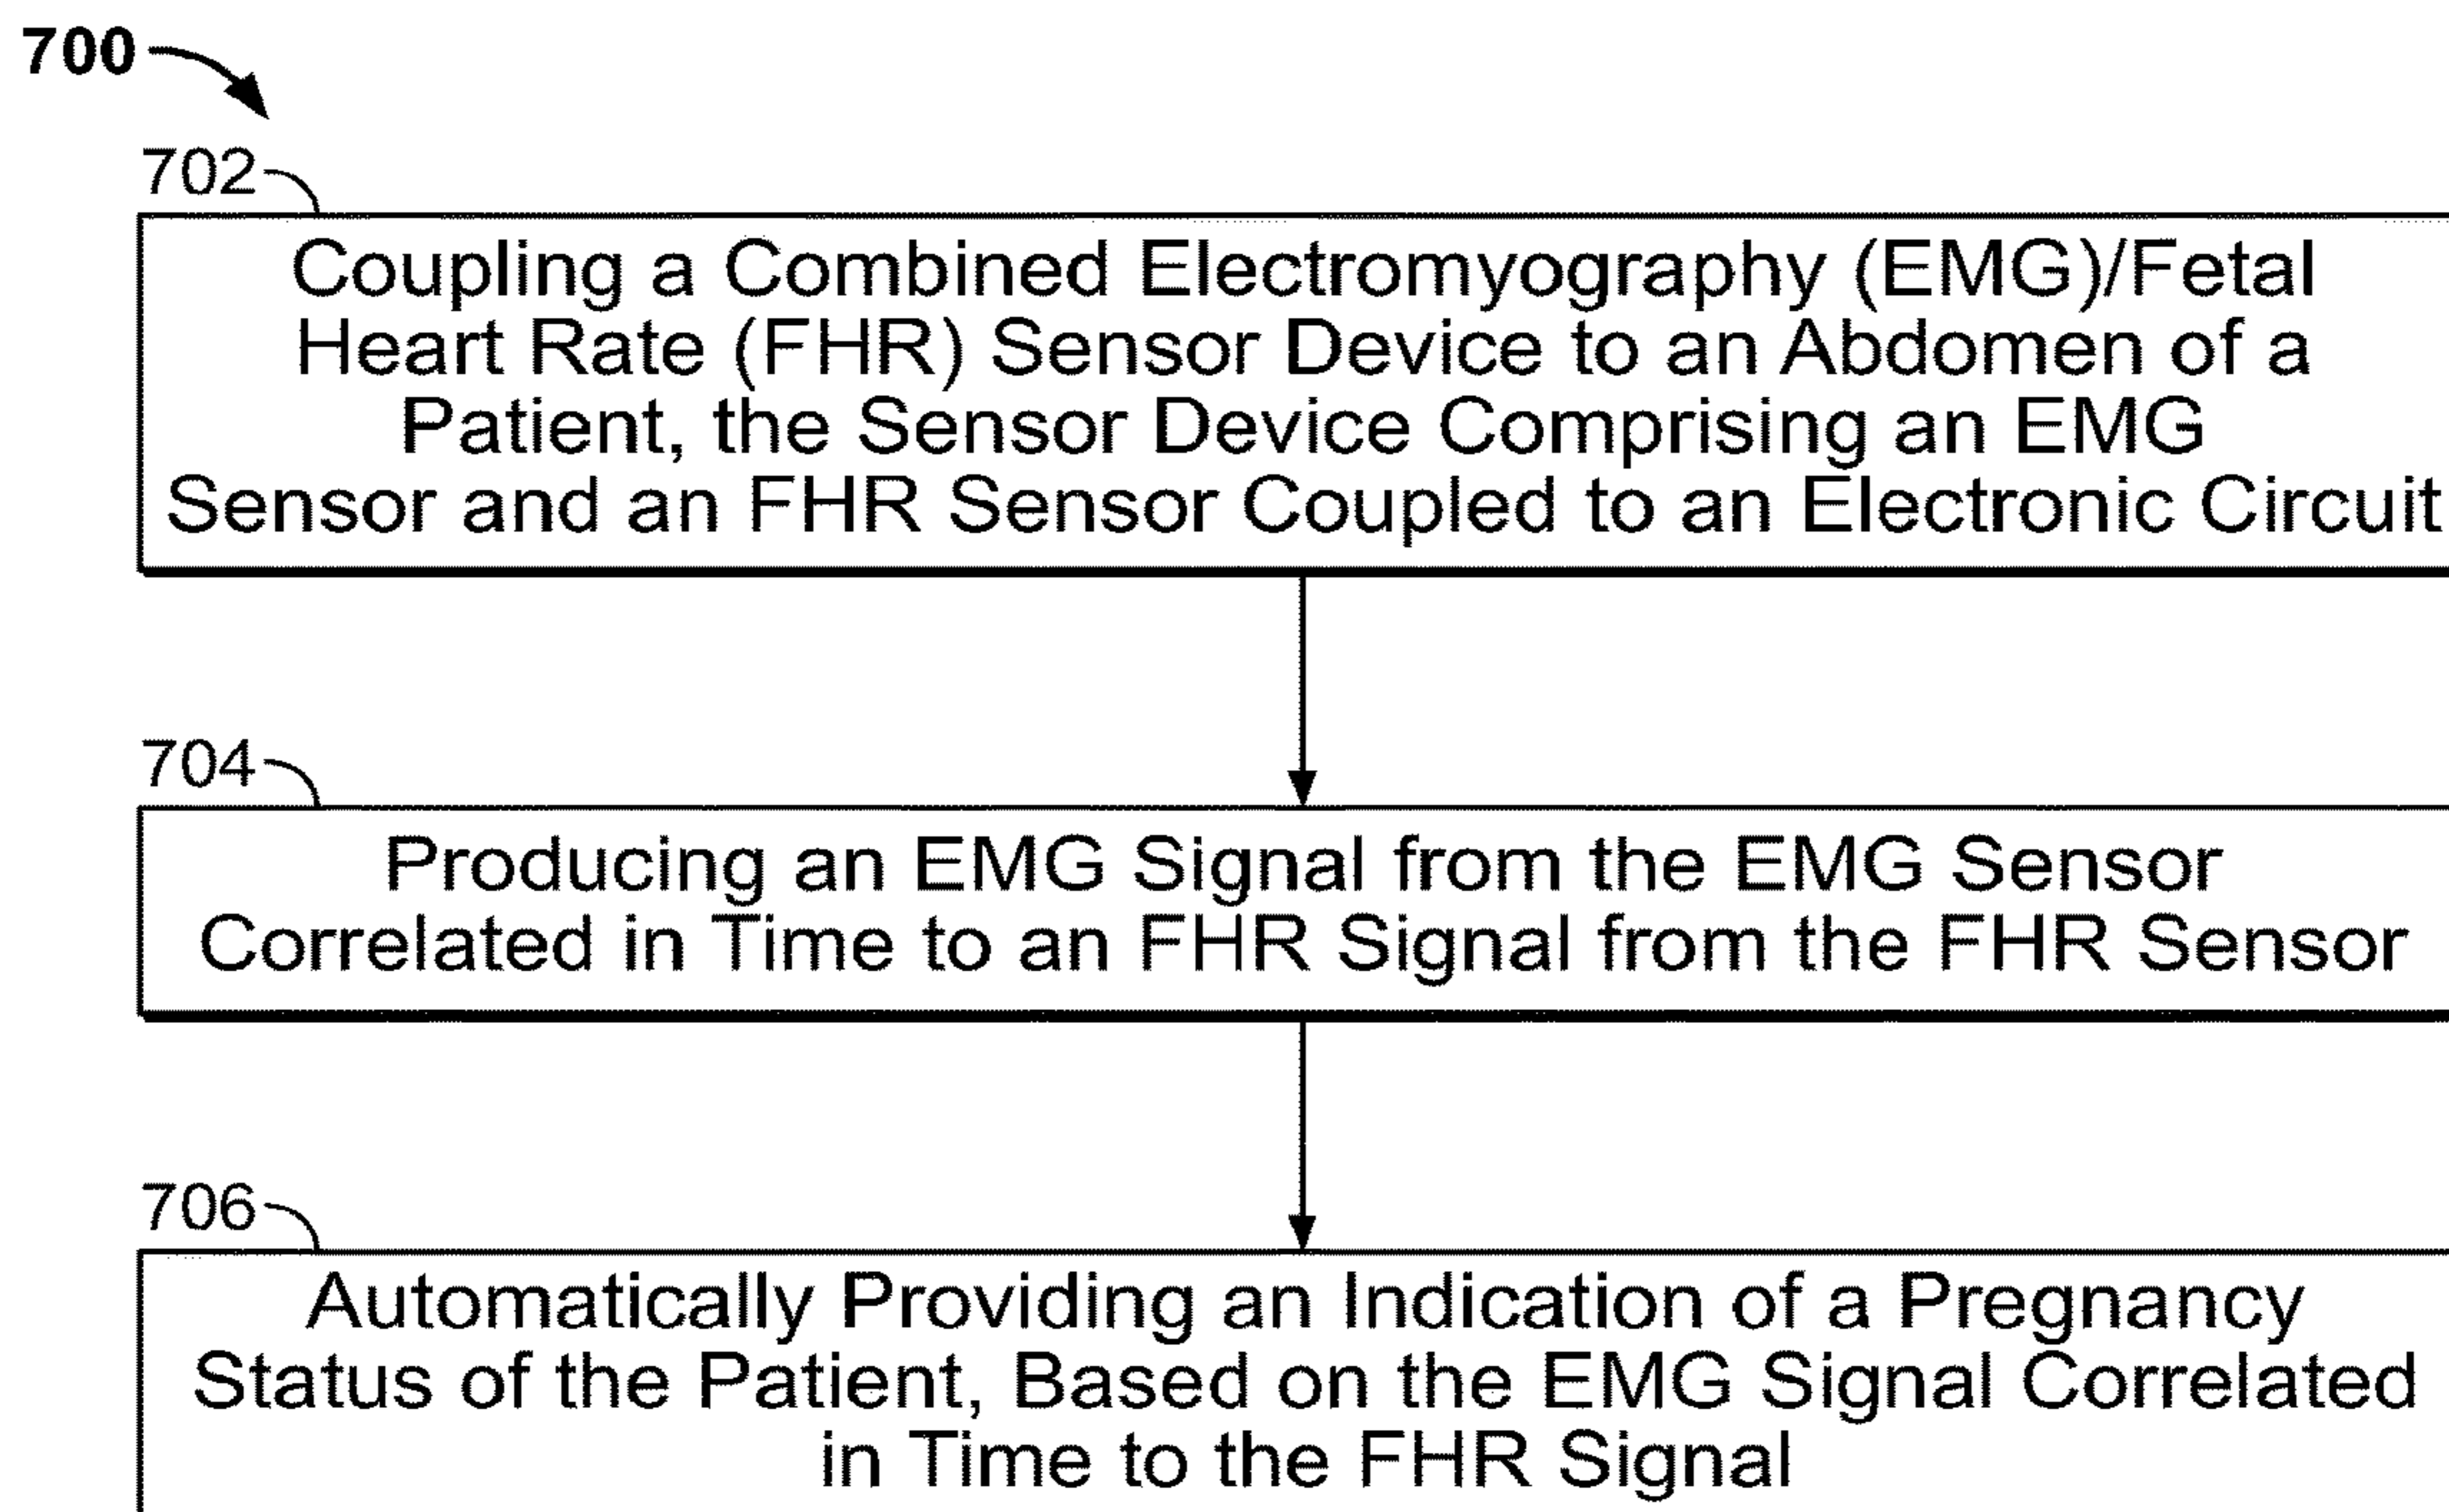 700
702
Coupling a Combined Electromyography (EMG)/Fetal
Heart Rate (FHR) Sensor Device to an Abdomen of a
Patient, the Sensor Device Comprising an EMG
Sensor and an FHR Sensor Coupled to an Electronic Circuit
704
Producing an EMG Signal from the EMG Sensor
Correlated in Time to an FHR Signal from the FHR Sensor
706
Automatically Providing an Indication of a Pregnancy
Status of the Patient, Based on the EMG Signal Correlated
in Time to the FHR Signal